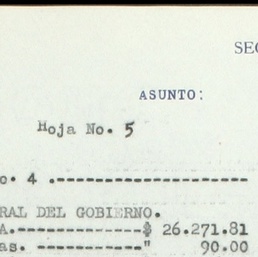 SEC
ASUNTO:
Hoja No. 5
o. 4 .--------------------
RAL DEL GOBIERNO.
A.---------------$ 26.271.81
as.--------------" 90.00